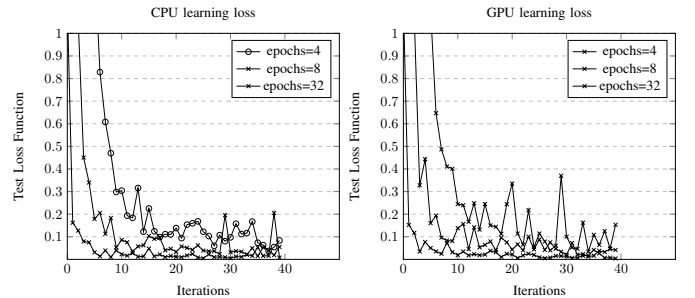 CPU learning loss
Test Loss Function
1
0.9
0.8
0.7
0.6
0.5
0.4
0.3
0.2
0.1
0 10 20 30 40
Iterations
epochs=4
epochs=8
epochs=32
GPU learning loss
Test Loss Function
1
0.9
0.8
0.7
0.6
0.5
0.4
0.3
0.2
0.1
0 10 20 30 40
Iterations
epochs=4
epochs=8
epochs=32